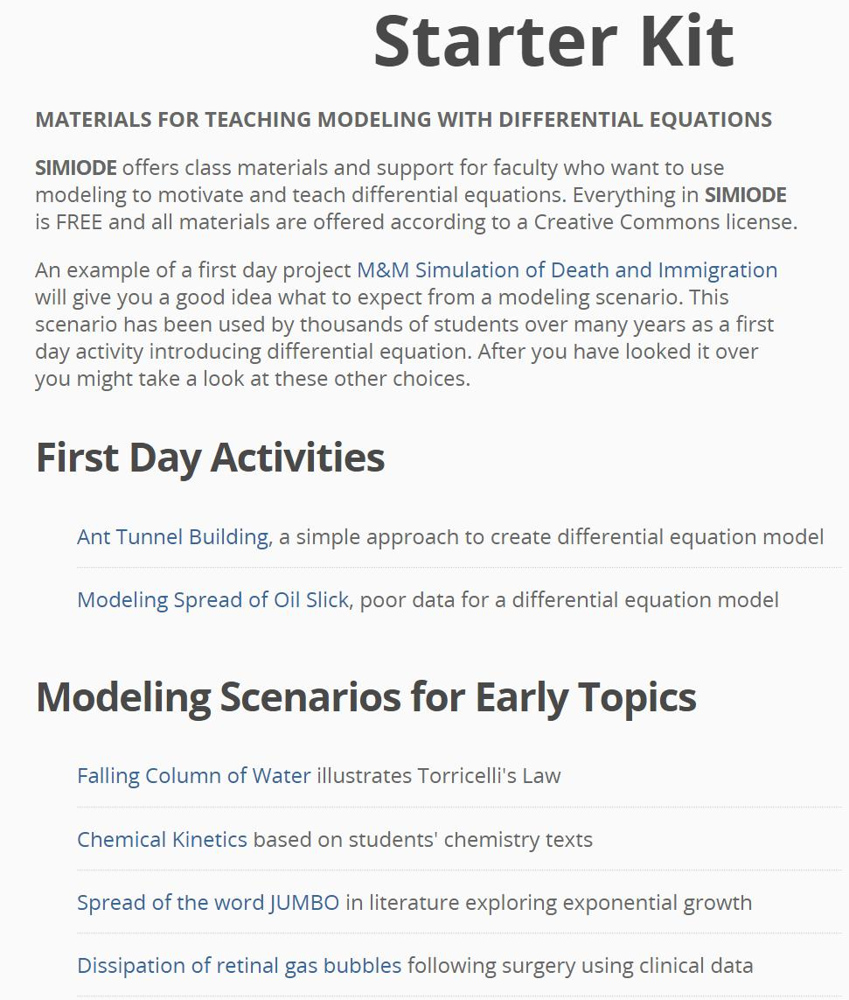 Starter Kit
MATERIALS FOR TEACHING MODELING WITH DIFFERENTIAL EQUATIONS
SIMIODE offers class materials and support for faculty who want to use
modeling to motivate and teach differential equations. Everything in SIMIODE
is FREE and all materials are offered according to a Creative Commons license.
An example of a first day project M&M Simulation of Death and Immigration
will give you a good idea what to expect from a modeling scenario. This
scenario has been used by thousands of students over many years as a first
day activity introducing differential equation. After you have looked it over
you might take a look at these other choices.
First Day Activities
Ant Tunnel Building, a simple approach to create differential equation model
Modeling Spread of Oil Slick, poor data for a differential equation model
Modeling Scenarios for Early Topics
Falling Column of Water illustrates Torricelli's Law
Chemical Kinetics based on students' chemistry texts
Spread of the word JUMBO in literature exploring exponential growth
Dissipation of retinal gas bubbles following surgery using clinical data